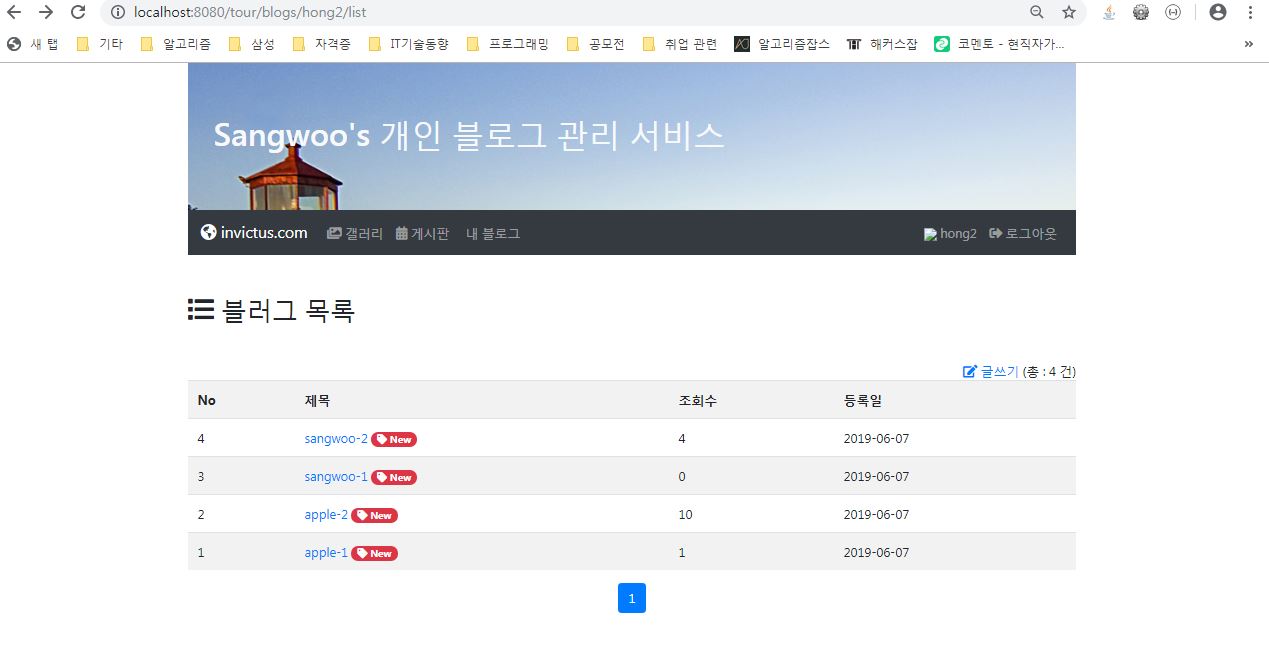 localhost:8080/tour/blogs/hong2/list
새 탭 기타 알고리즘 삼성 자격증 IT기술동향 프로그래밍 공모전 취업 관련 알고리즘잡스 해커스잡 코멘토 - 현직자가... »
Sangwoo's 개인 블로그 관리 서비스
invictus.com 갤러리 게시판 내 블로그 hong2 로그아웃
블러그 목록
글쓰기 (총 : 4 건)
No 제목 조회수 등록일
4 sangwoo-2 New 4 2019-06-07
3 sangwoo-1 New 0 2019-06-07
2 apple-2 New 10 2019-06-07
1 apple-1 New 1 2019-06-07
1